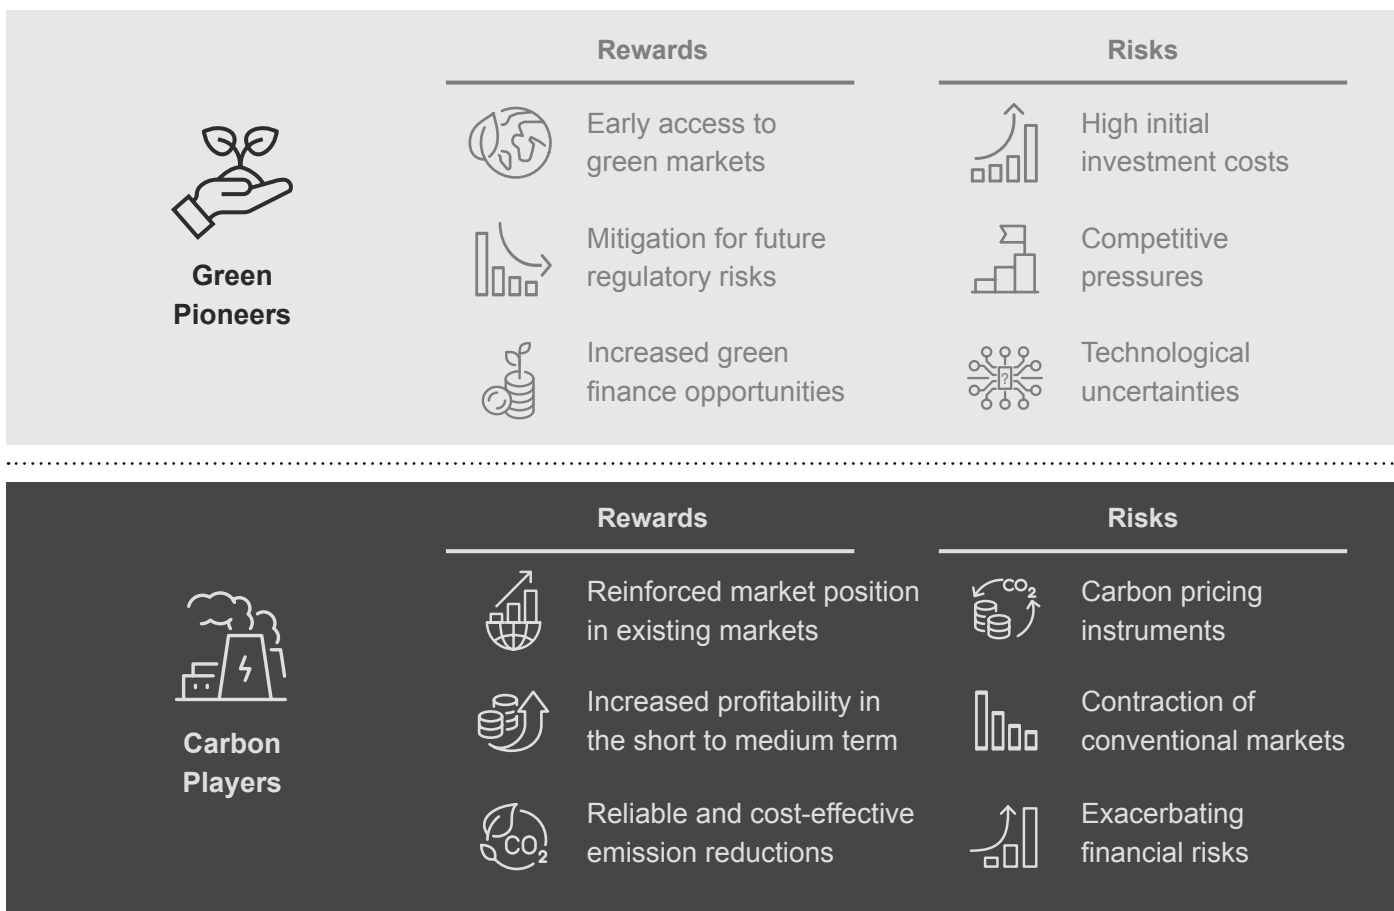 Rewards
Risks
Green
Pioneers
Early access to
green markets
High initial
investment costs
Mitigation for future
regulatory risks
Competitive
pressures
Increased green
finance opportunities
?
Technological
uncertainties
Rewards
Risks
Carbon
Players
Reinforced market position
in existing markets
CO2
Carbon pricing
instruments
Increased profitability in
the short to medium term
Contraction of
conventional markets
CO2
Reliable and cost-effective
emission reductions
Exacerbating
financial risks